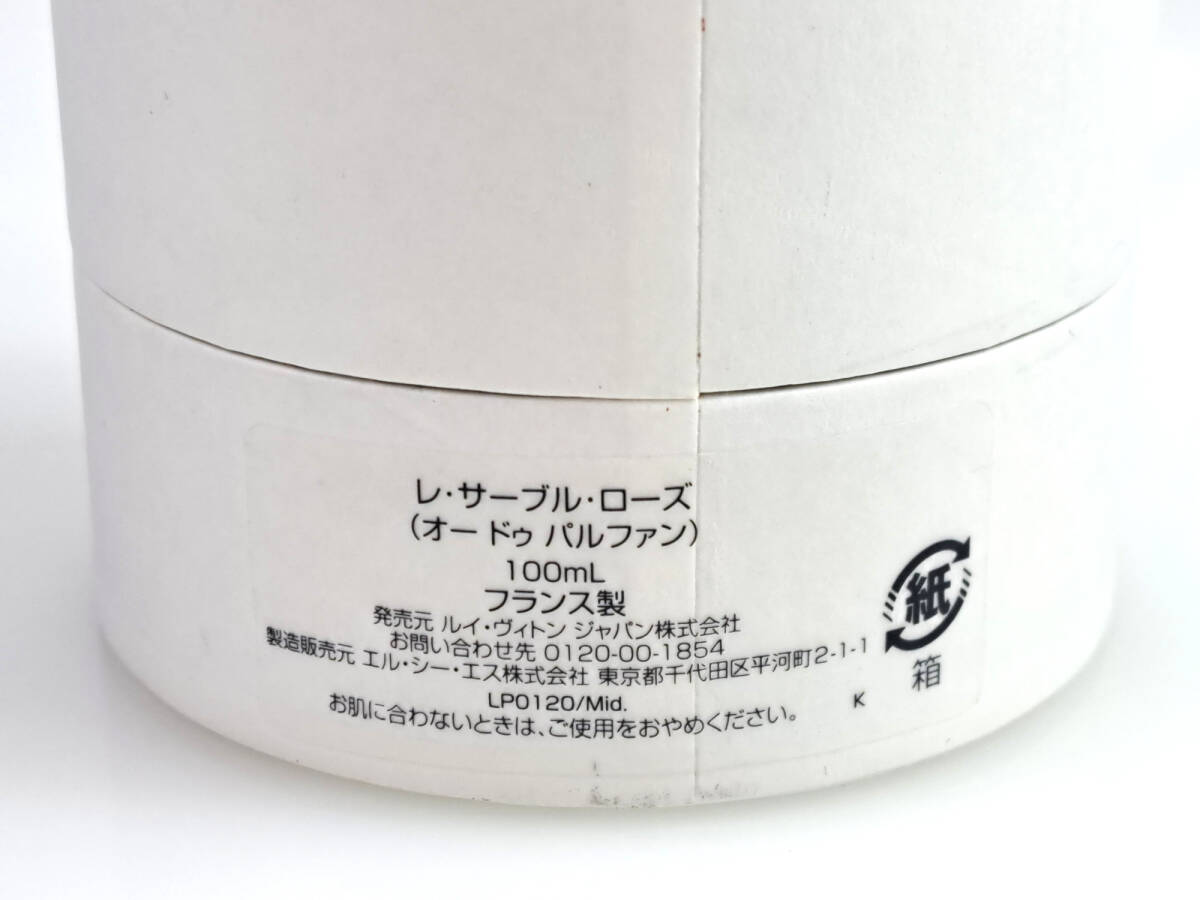 レ・サーブル・ローズ
（オー ドゥ パルファン）
100mL
フランス製
発売元 ルイ・ヴィトン ジャパン株式会社
お問い合わせ先 0120-00-1854
製造販売元 エル・シー・エス株式会社 東京都千代田区平河町2-1-1
LP0120/Mid.
お肌に合わないときは、ご使用をおやめください。
K
紙
箱